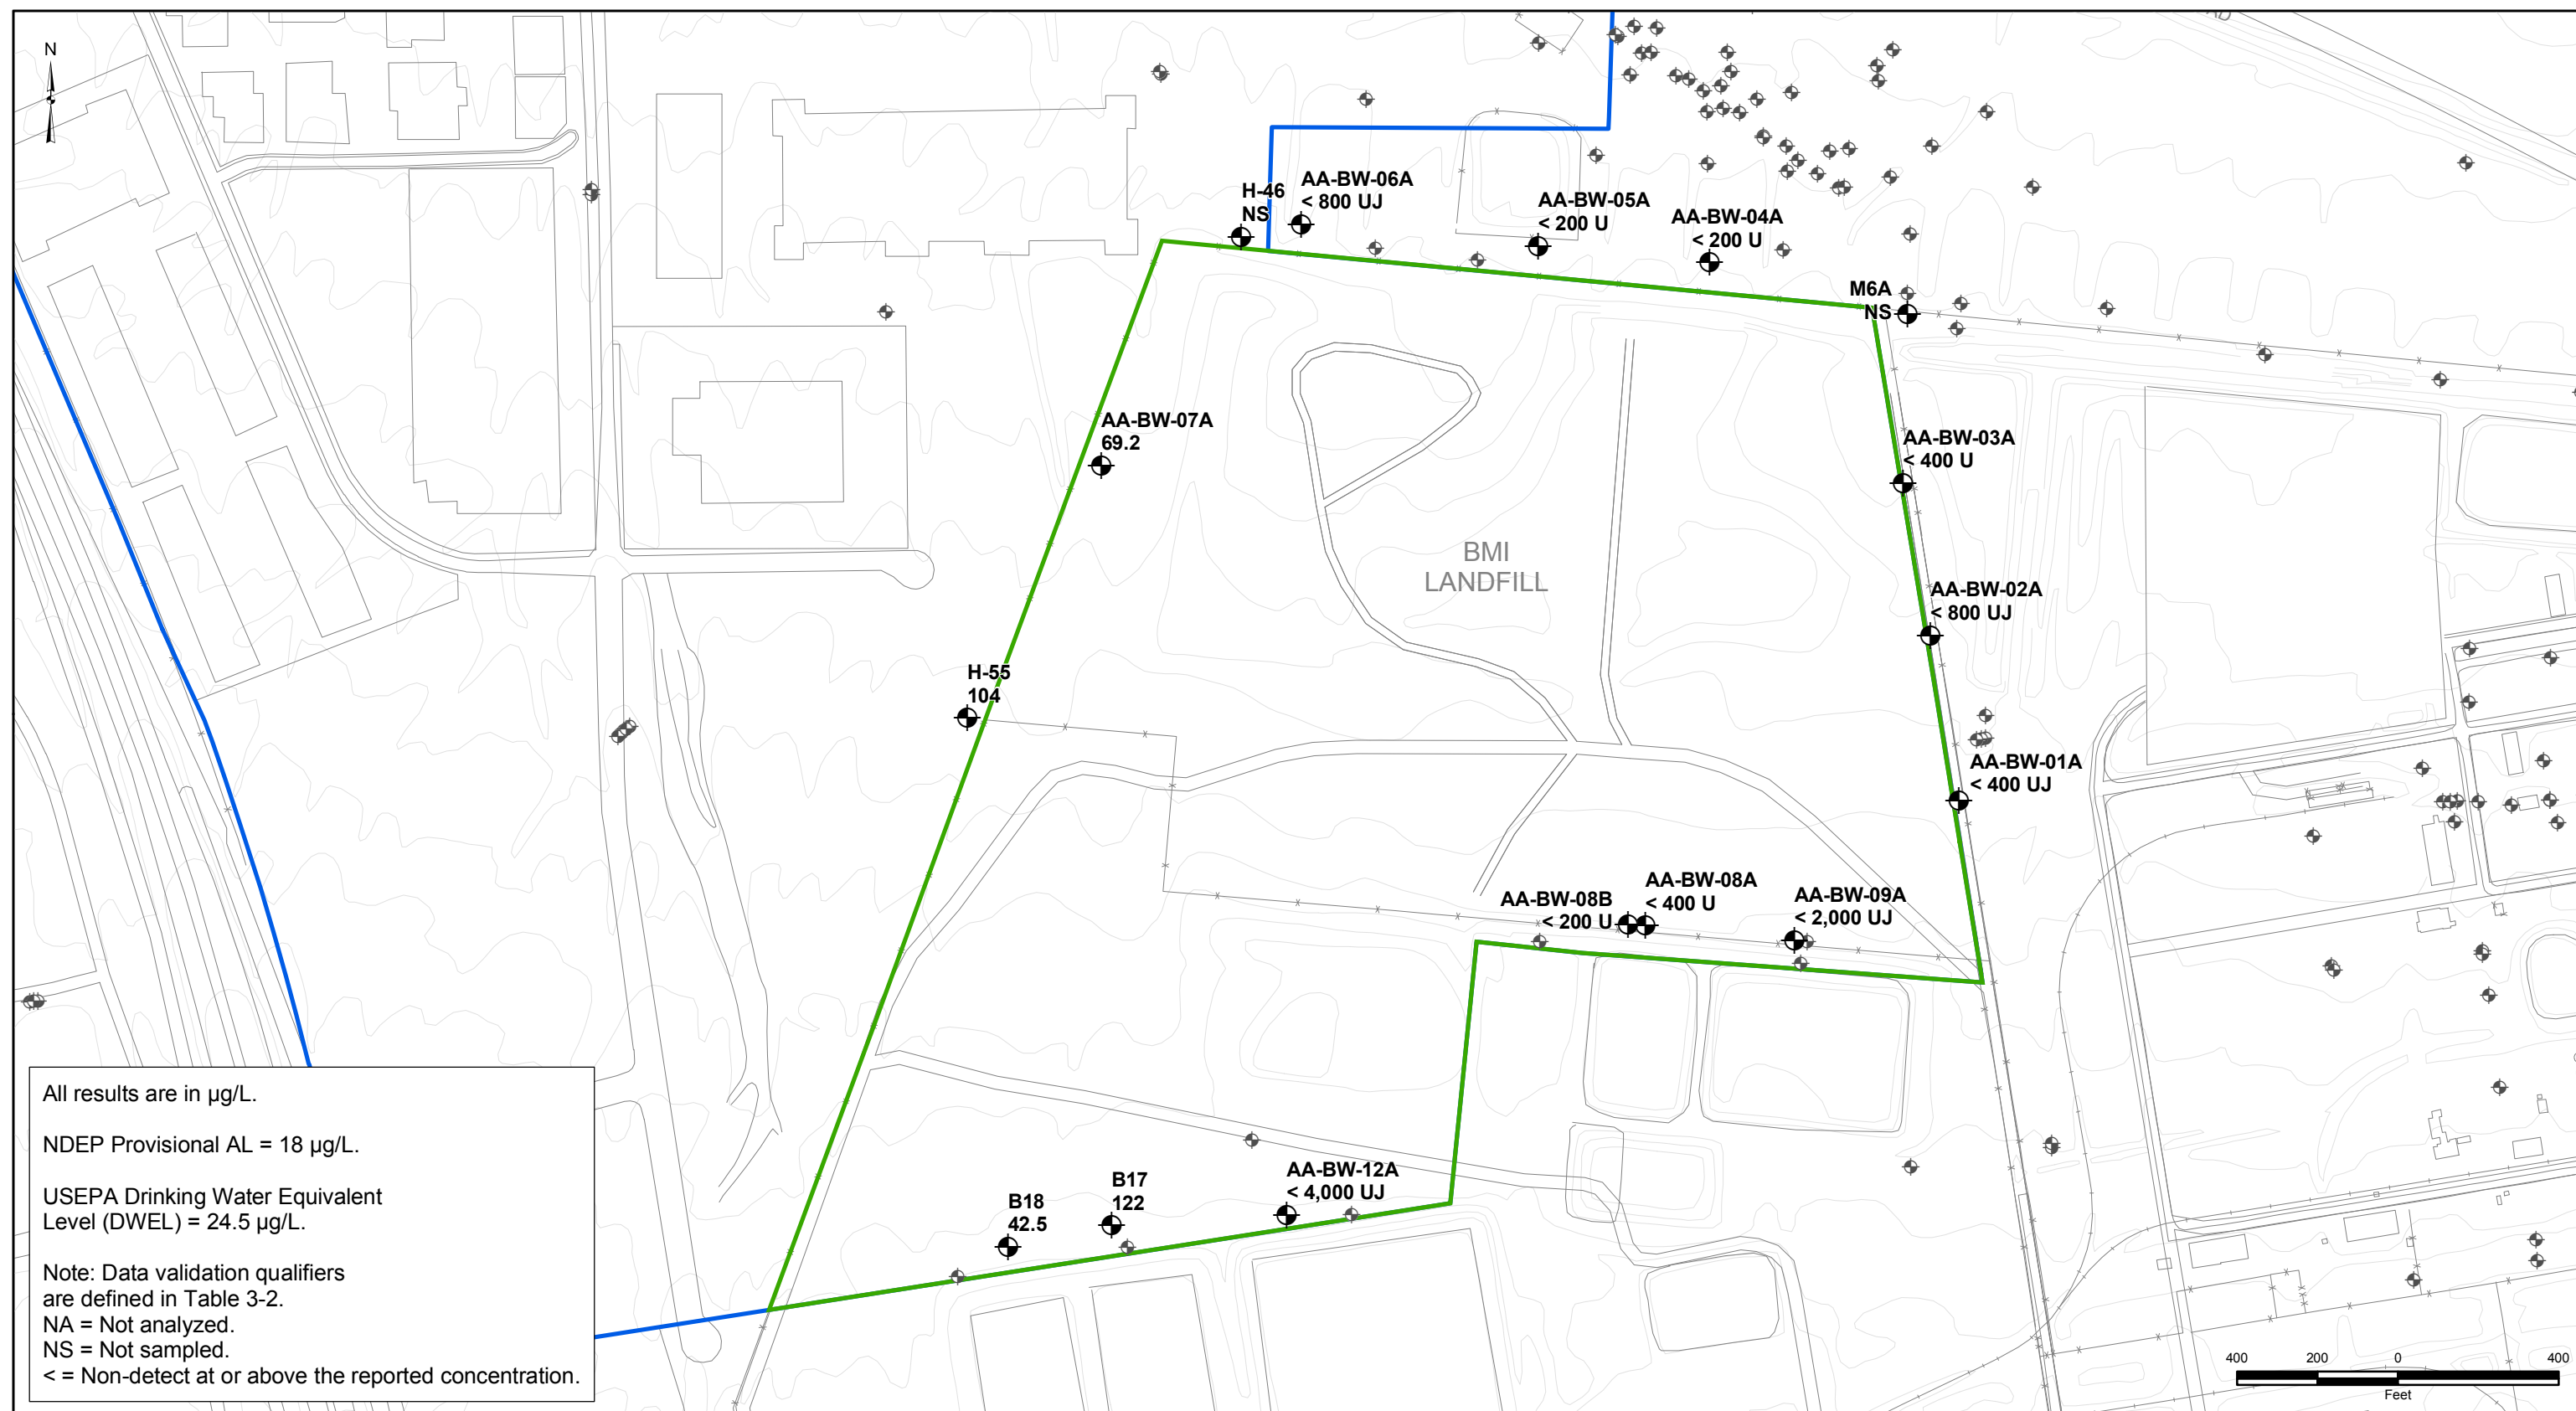 N
H-46
NS
AA-BW-06A
< 800 UJ
AA-BW-05A
< 200 U
AA-BW-04A
< 200 U
M6A
NS
AA-BW-07A
69.2
AA-BW-03A
< 400 U
BMI
LANDFILL
AA-BW-02A
< 800 UJ
H-55
104
AA-BW-01A
< 400 UJ
AA-BW-08B
< 200 U
AA-BW-08A
< 400 U
AA-BW-09A
< 2,000 UJ
AA-BW-12A
< 4,000 UJ
B17
122
B18
42.5
All results are in µg/L.
NDEP Provisional AL = 18 µg/L.
USEPA Drinking Water Equivalent
Level (DWEL) = 24.5 µg/L.
Note: Data validation qualifiers
are defined in Table 3-2.
NA = Not analyzed.
NS = Not sampled.
< = Non-detect at or above the reported concentration.
400 200 0 400
Feet